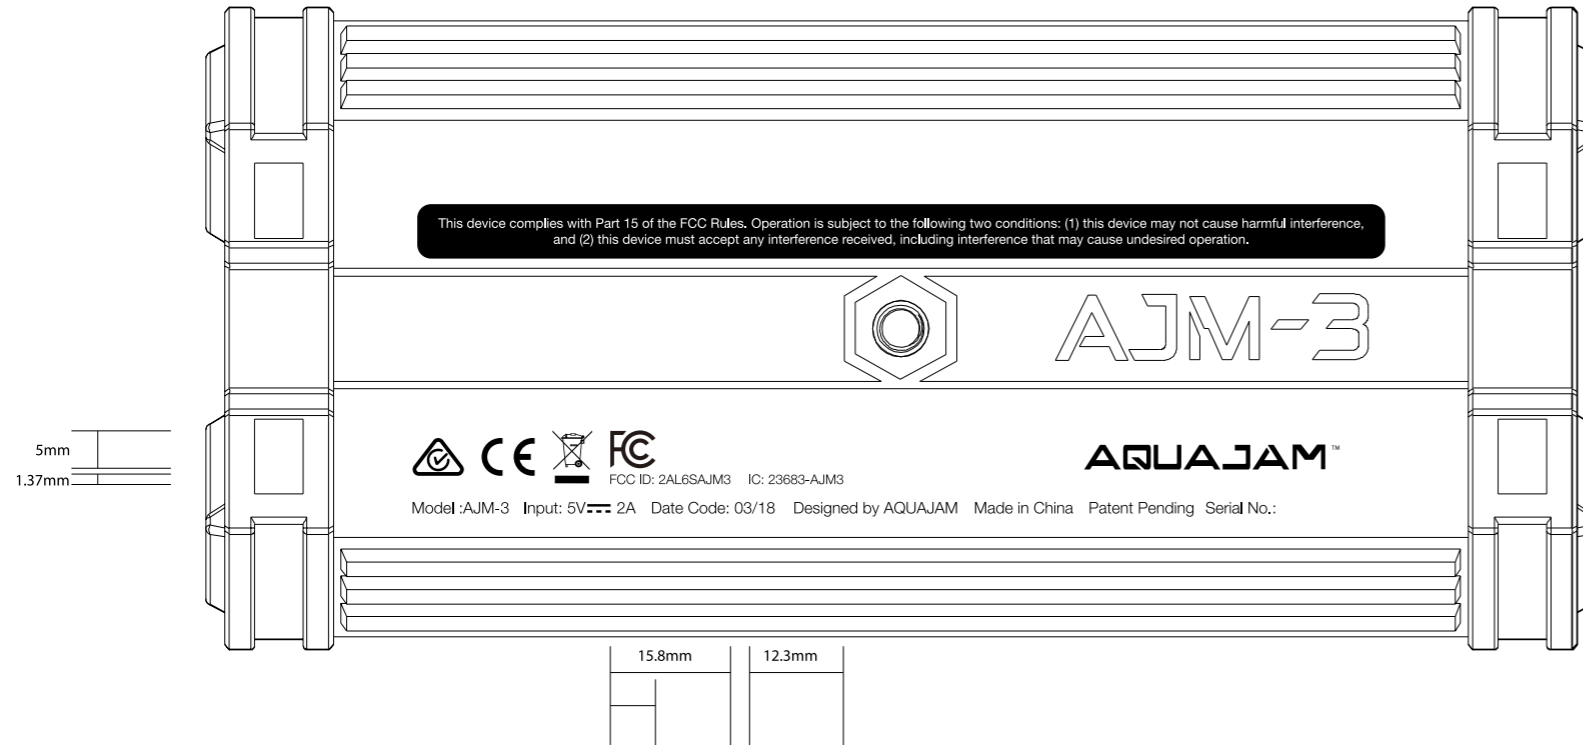 This device complies with Part 15 of the FCC Rules. Operation is subject to the following two conditions: (1) this device may not cause harmful interference,
and (2) this device must accept any interference received, including interference that may cause undesired operation.
AJM-3
5mm
1.37mm
CE FC
AQUAJAM™
FCC ID: 2AL6SAJM3 IC: 23683-AJM3
Model :AJM-3 Input: 5V⎓ 2A Date Code: 03/18 Designed by AQUAJAM Made in China Patent Pending Serial No.:
15.8mm 12.3mm